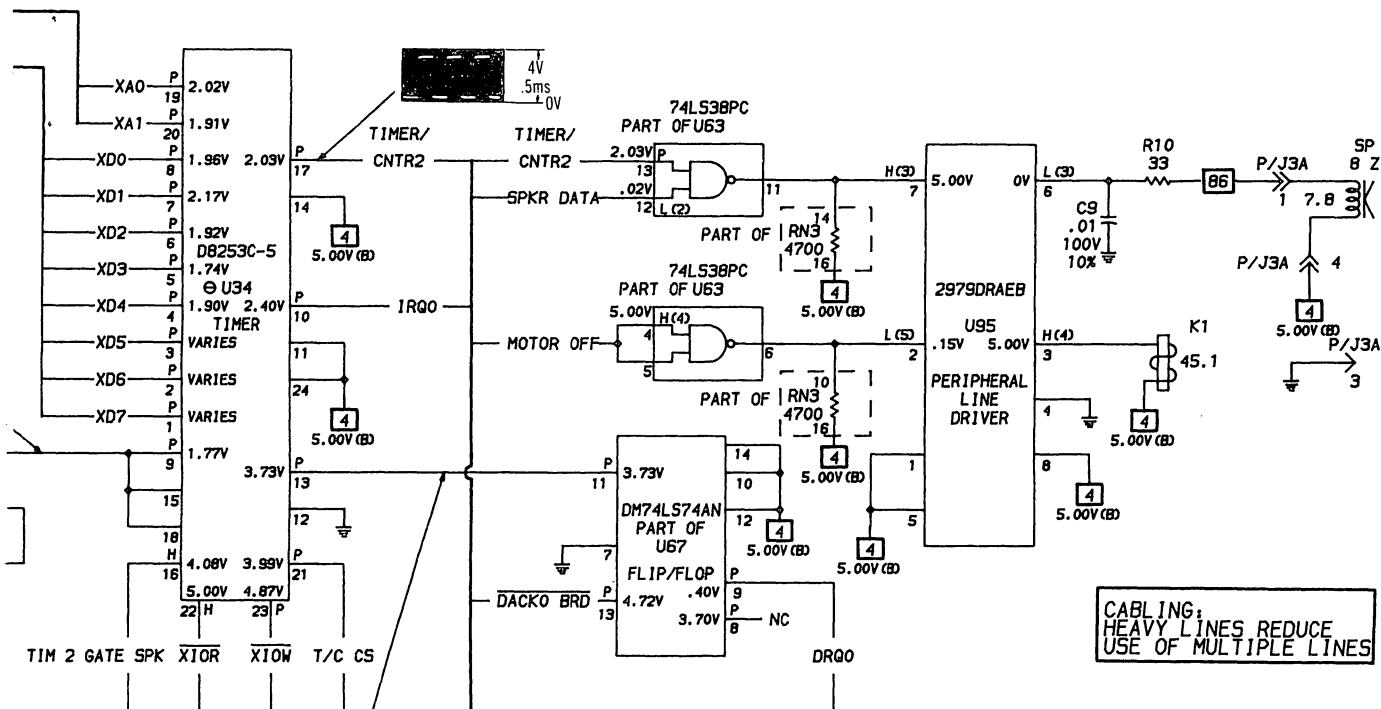 4V
.5ms
0V
XA0 P 19 2.02V
XA1 P 20 1.91V
XD0 P 8 1.96V
XD1 P 7 2.17V
XD2 P 6 1.92V
XD3 P 5 1.74V
XD4 P 4 1.90V
XD5 P 3 VARIES
XD6 P 2 VARIES
XD7 P 1 VARIES
P 9 1.77V
15
18
H 16 4.08V
D8253C-5
U34
TIMER
2.03V P 17
14
4
5.00V(B)
2.40V P 10
IRQ0
11
24
4
5.00V(B)
3.73V P 13
12
3.99V P 21
5.00V 4.87V
22 H 23 P
TIM 2 GATE SPK XIOR XIOW T/C CS
TIMER/
CNTR2
TIMER/
CNTR2
SPKR DATA
MOTOR OFF
DACK0 BRD
74LS38PC
PART OF U63
2.03V P
13
.02V
12 L(2)
11
PART OF RN3
4700
14
16
4
5.00V(B)
74LS38PC
PART OF U63
5.00V H(4)
4
5
6
PART OF RN3
4700
10
16
4
5.00V(B)
P 11 3.73V
14
10
12
DM74LS74AN
PART OF
U67
FLIP/FLOP
7
P 13 4.72V
.40V P 9
3.70V P 8 NC
4
5.00V(B)
DRQ0
H(3)
7
5.00V 0V
L(3)
6
2979DRAEB
U95
L(5)
2
.15V 5.00V
H(4)
3
PERIPHERAL
LINE
DRIVER
4
1
5
8
4
5.00V(B)
4
5.00V(B)
C9
.01
100V
10%
R10
33
86
P/J3A
1
7.8
SP
8 Z
P/J3A 4
4
5.00V(B)
P/J3A
3
K1
45.1
4
5.00V(B)
CABLING:
HEAVY LINES REDUCE
USE OF MULTIPLE LINES